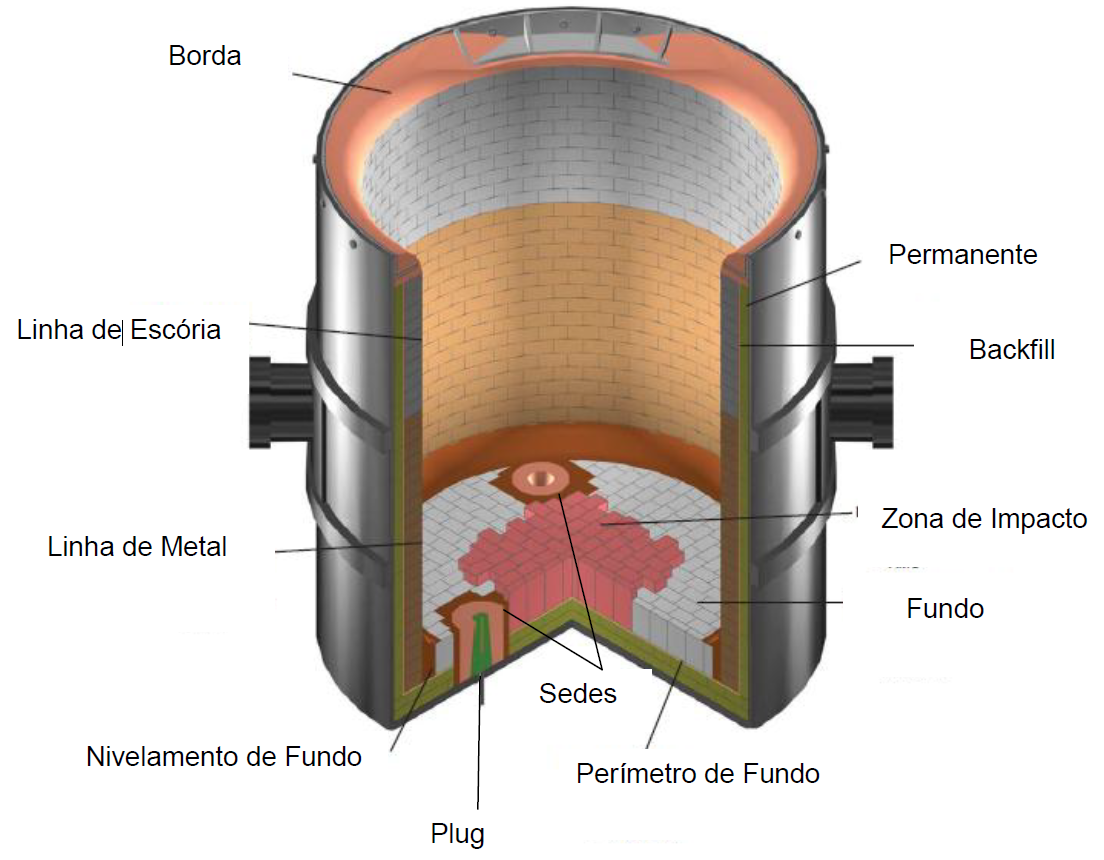 Borda
Permanente
Linha de Escória
Backfill
Zona de Impacto
Linha de Metal
Fundo
Sedes
Nivelamento de Fundo
Perímetro de Fundo
Plug